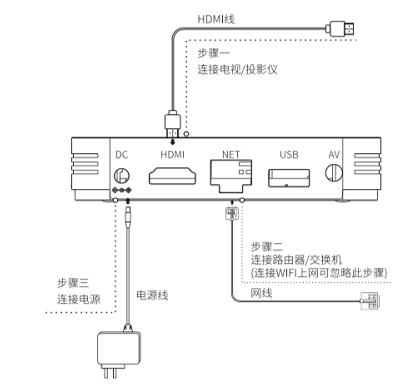 HDMI线
步骤一
连接电视/投影仪
DC
HDMI
NET
USB
AV
步骤二
连接路由器/交换机
(连接WIFI上网可忽略此步骤)
网线
步骤三
连接电源
电源线